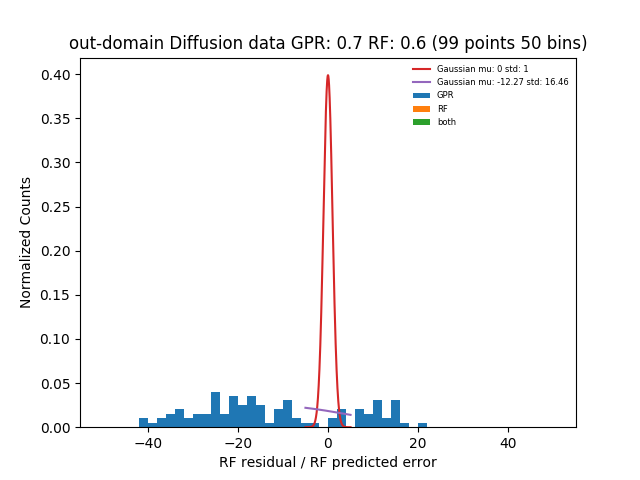 out-domain Diffusion data GPR: 0.7 RF: 0.6 (99 points 50 bins)
Gaussian mu: 0 std: 1
Gaussian mu: -12.27 std: 16.46
GPR
RF
both
Normalized Counts
0.40
0.35
0.30
0.25
0.20
0.15
0.10
0.05
0.00
−40
−20
0
20
40
RF residual / RF predicted error